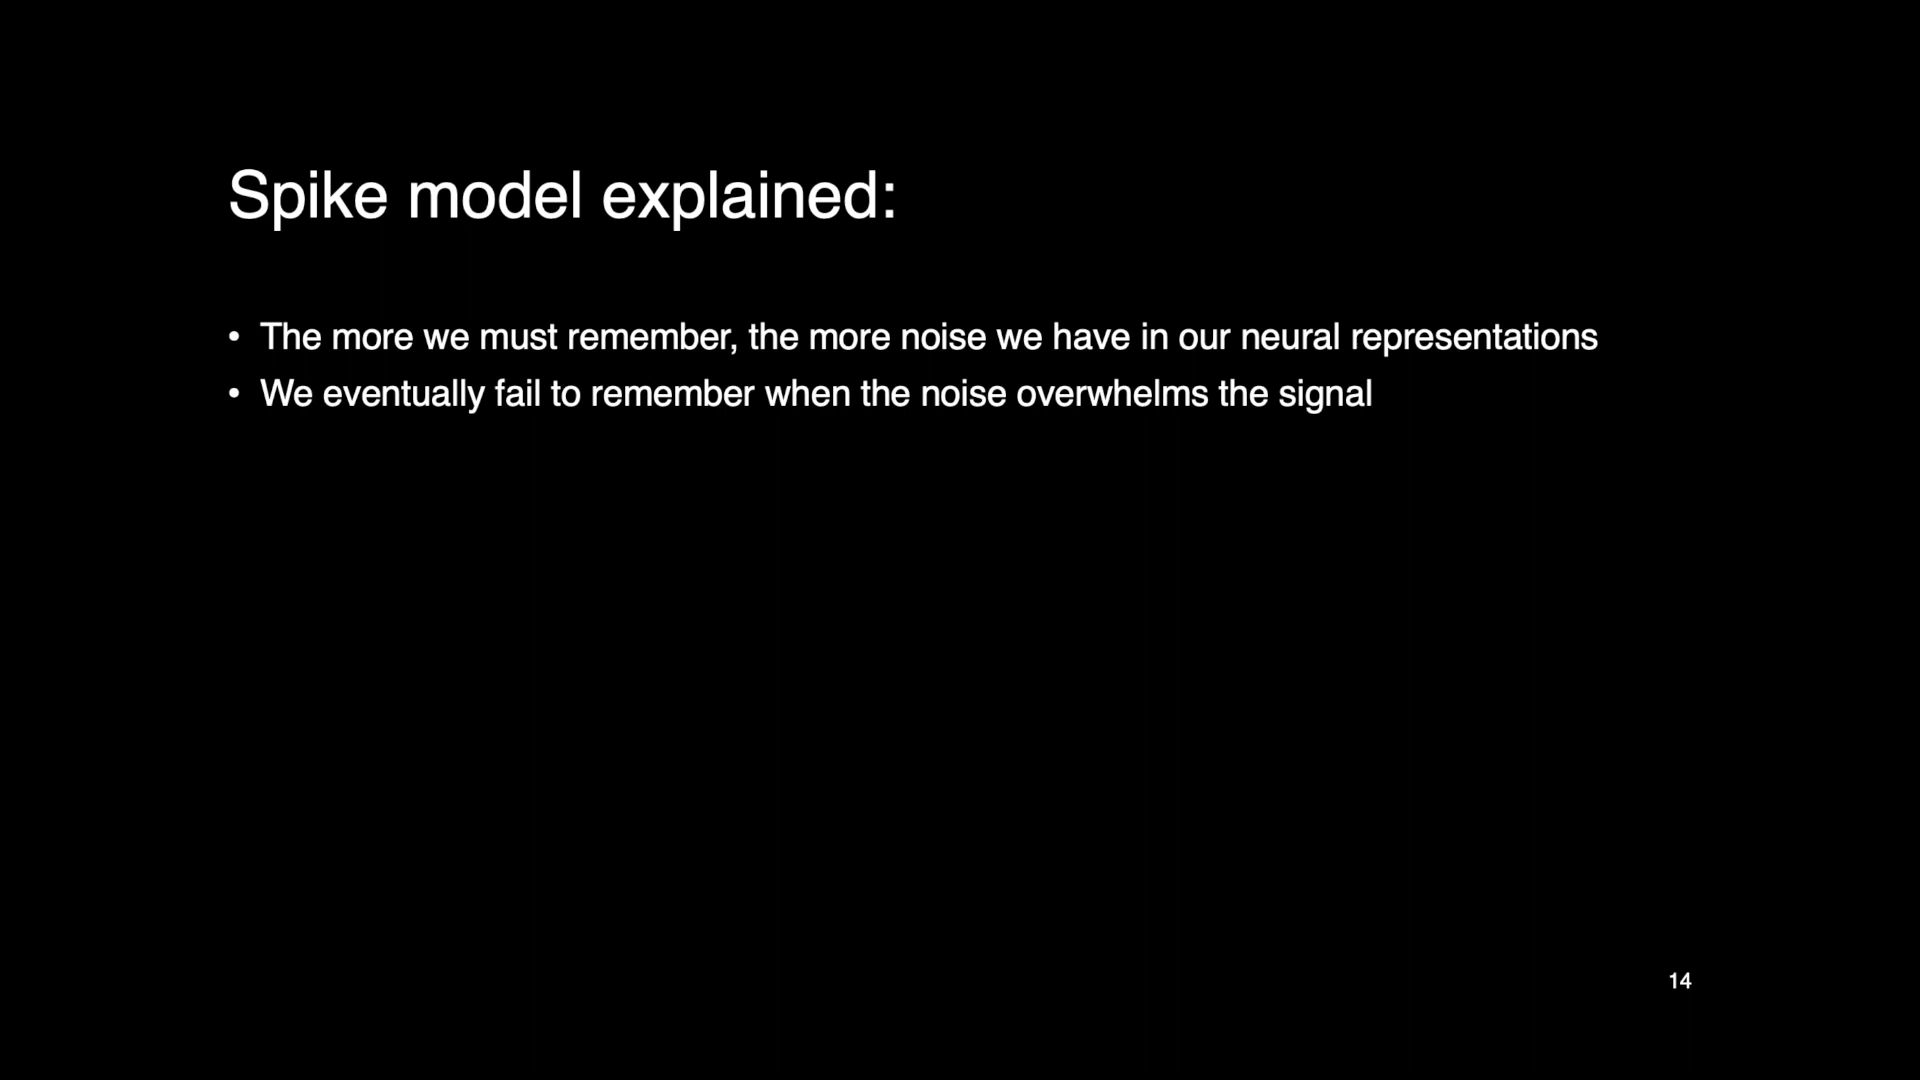 Spike model explained:
• The more we must remember, the more noise we have in our neural representations
• We eventually fail to remember when the noise overwhelms the signal
14